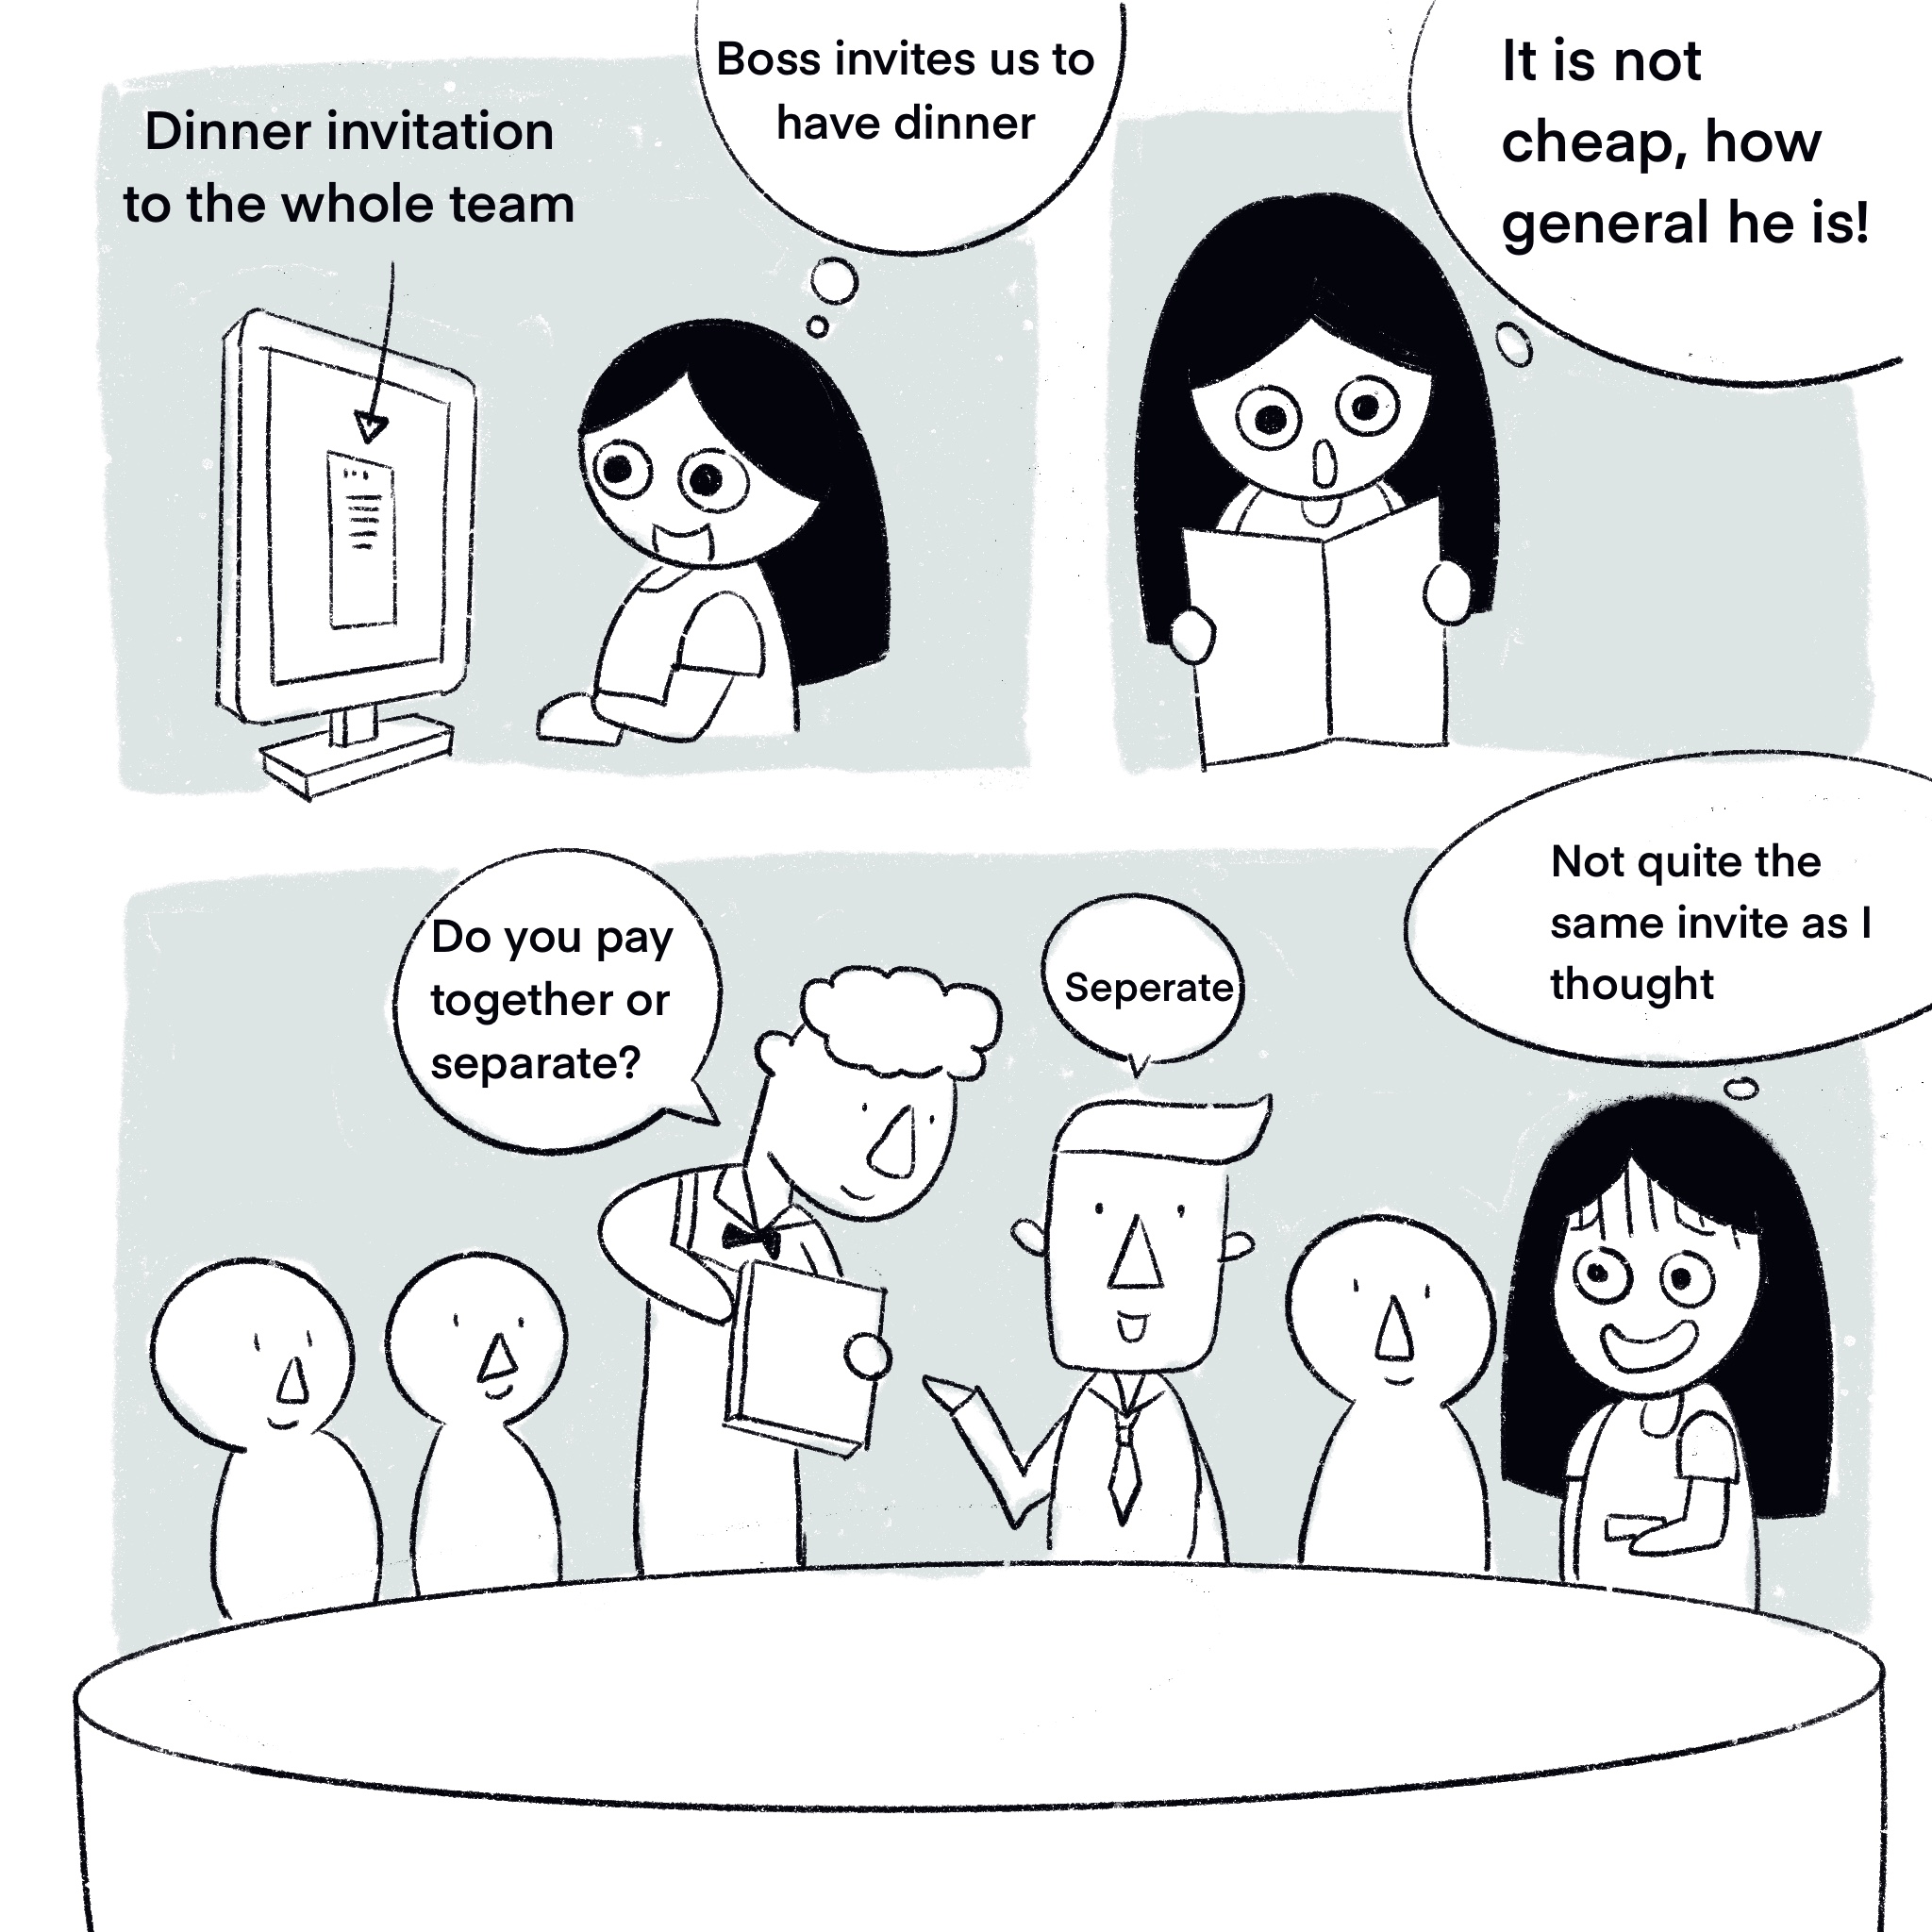 Dinner invitation
to the whole team
Boss invites us to
have dinner
It is not
cheap, how
general he is!
Do you pay
together or
separate?
Seperate
Not quite the
same invite as I
thought